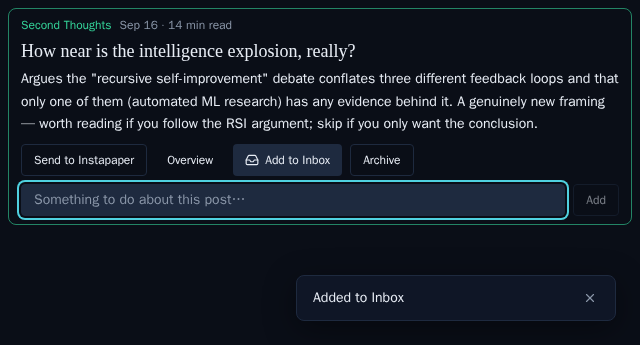 Second Thoughts Sep 16 · 14 min read
How near is the intelligence explosion, really?
Argues the "recursive self-improvement" debate conflates three different feedback loops and that
only one of them (automated ML research) has any evidence behind it. A genuinely new framing
— worth reading if you follow the RSI argument; skip if you only want the conclusion.
Send to Instapaper Overview Add to Inbox Archive
Something to do about this post⋯ Add
Added to Inbox ×